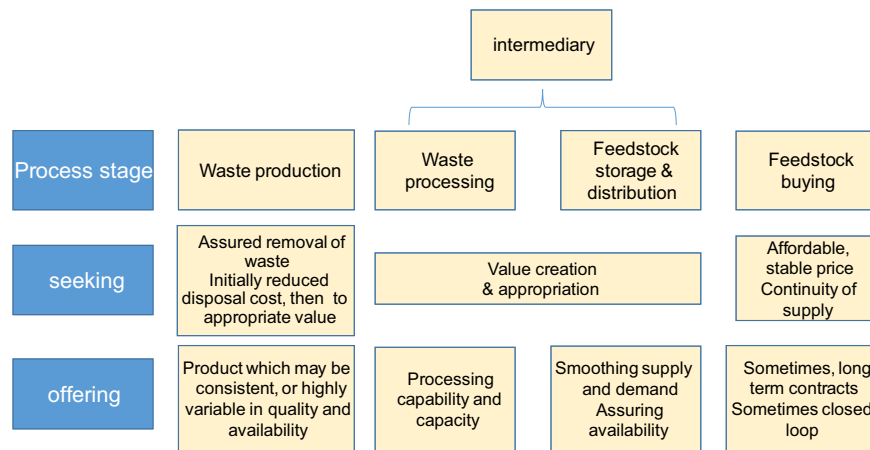 intermediary
Process stage
Waste production
Waste
processing
Feedstock
storage &
distribution
Feedstock
buying
seeking
Assured removal of
waste
Initially reduced
disposal cost, then to
appropriate value
Value creation
& appropriation
Affordable,
stable price
Continuity of
supply
offering
Product which may be
consistent, or highly
variable in quality and
availability
Processing
capability and
capacity
Smoothing supply
and demand
Assuring
availability
Sometimes, long
term contracts
Sometimes closed
loop